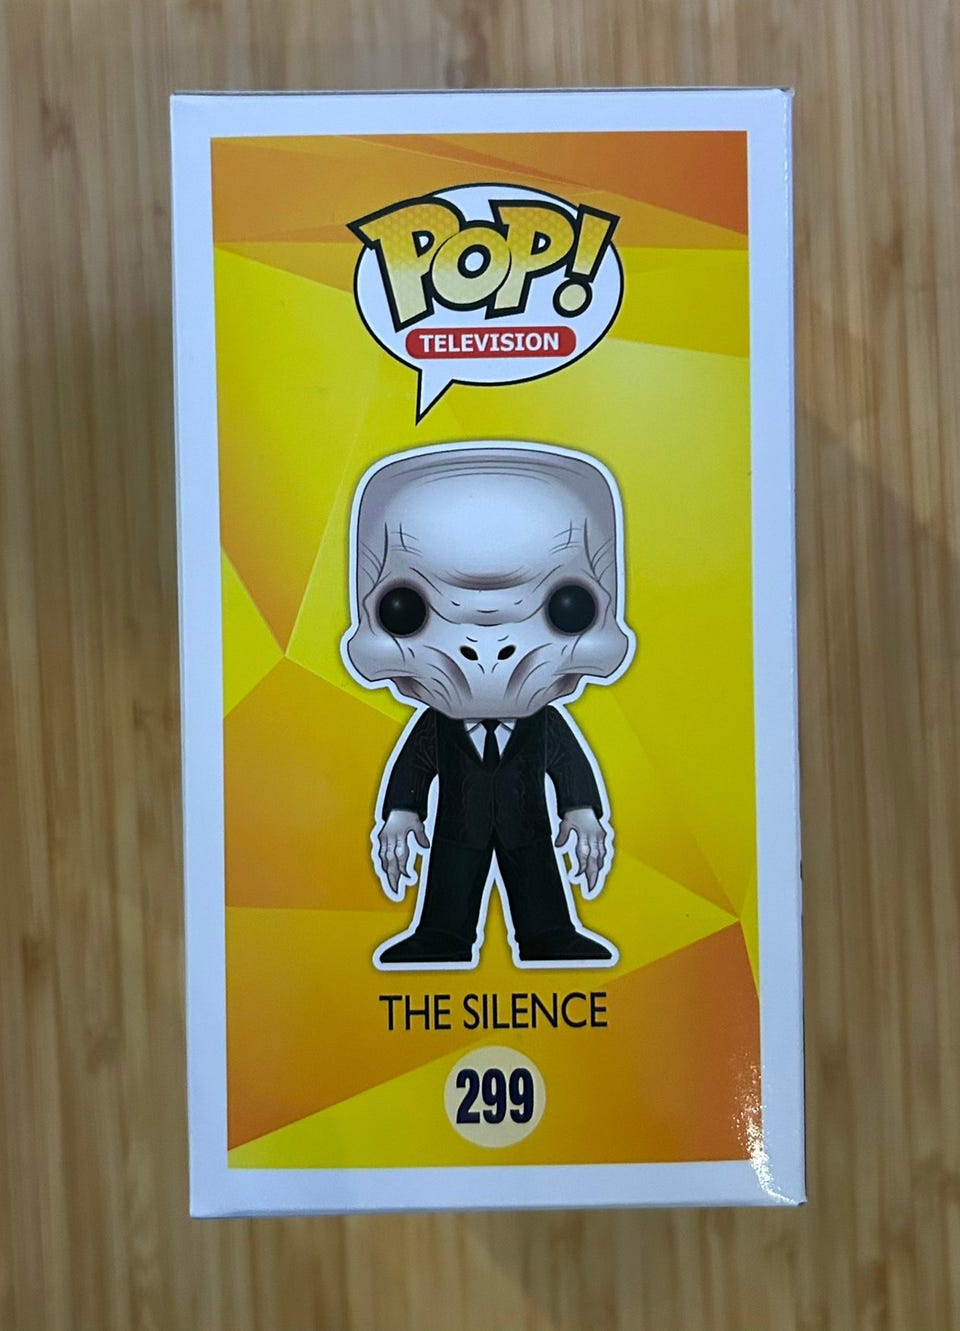 POP!
TELEVISION
THE SILENCE
299